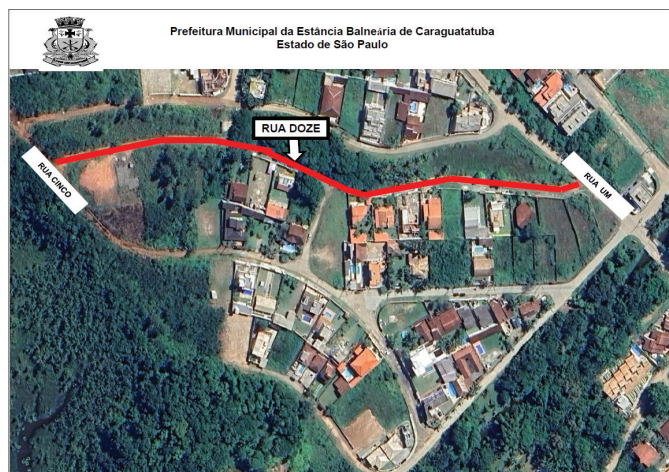 Prefeitura Municipal da Estância Balneária de Caraguatatuba
Estado de São Paulo
RUA DOZE
RUA CINCO
RUA UM